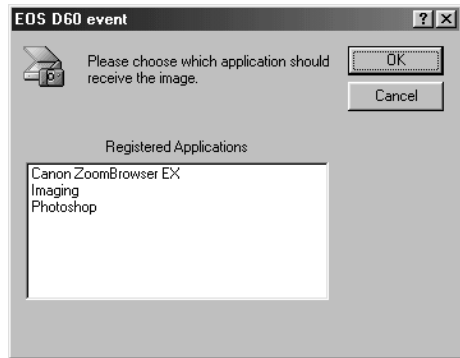 EOS D60 event
Please choose which application should
receive the image.
OK
Cancel
Registered Applications
Canon ZoomBrowser EX
Imaging
Photoshop